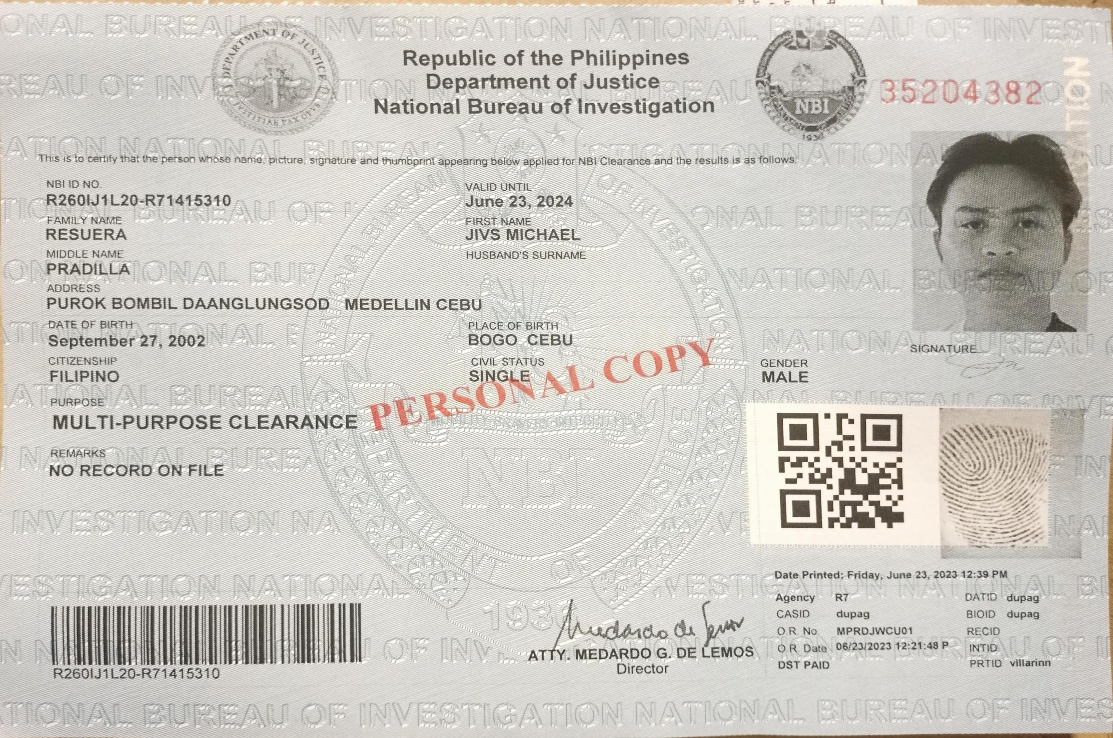 Republic of the Philippines
Department of Justice
National Bureau of Investigation
DEPARTMENT OF JUSTICE
NBI
35204382
This is to certify that the person whose name, picture, signature and thumbprint appearing below applied for NBI Clearance and the results is as follows.
NBI ID NO.
R260IJ1L20-R71415310
VALID UNTIL
June 23, 2024
FAMILY NAME
RESUERA
FIRST NAME
JIVS MICHAEL
MIDDLE NAME
PRADILLA
HUSBAND'S SURNAME
ADDRESS
PUROK BOMBIL DAANGLUNGSOD MEDELLIN CEBU
DATE OF BIRTH
September 27, 2002
PLACE OF BIRTH
BOGO CEBU
CITIZENSHIP
FILIPINO
CIVIL STATUS
SINGLE
GENDER
MALE
SIGNATURE
PURPOSE
MULTI-PURPOSE CLEARANCE
PERSONAL COPY
REMARKS
NO RECORD ON FILE
R260IJ1L20-R71415310
ATTY. MEDARDO G. DE LEMOS
Director
Date Printed; Friday, June 23, 2023 12:39 PM
Agency R7 DATID dupag
CASID dupag BIOID dupag
O.R. No MPRDJWCU01 RECID
O.R. Date 06/23/2023 12:21:48 P INTID
DST PAID PRTID villarinn